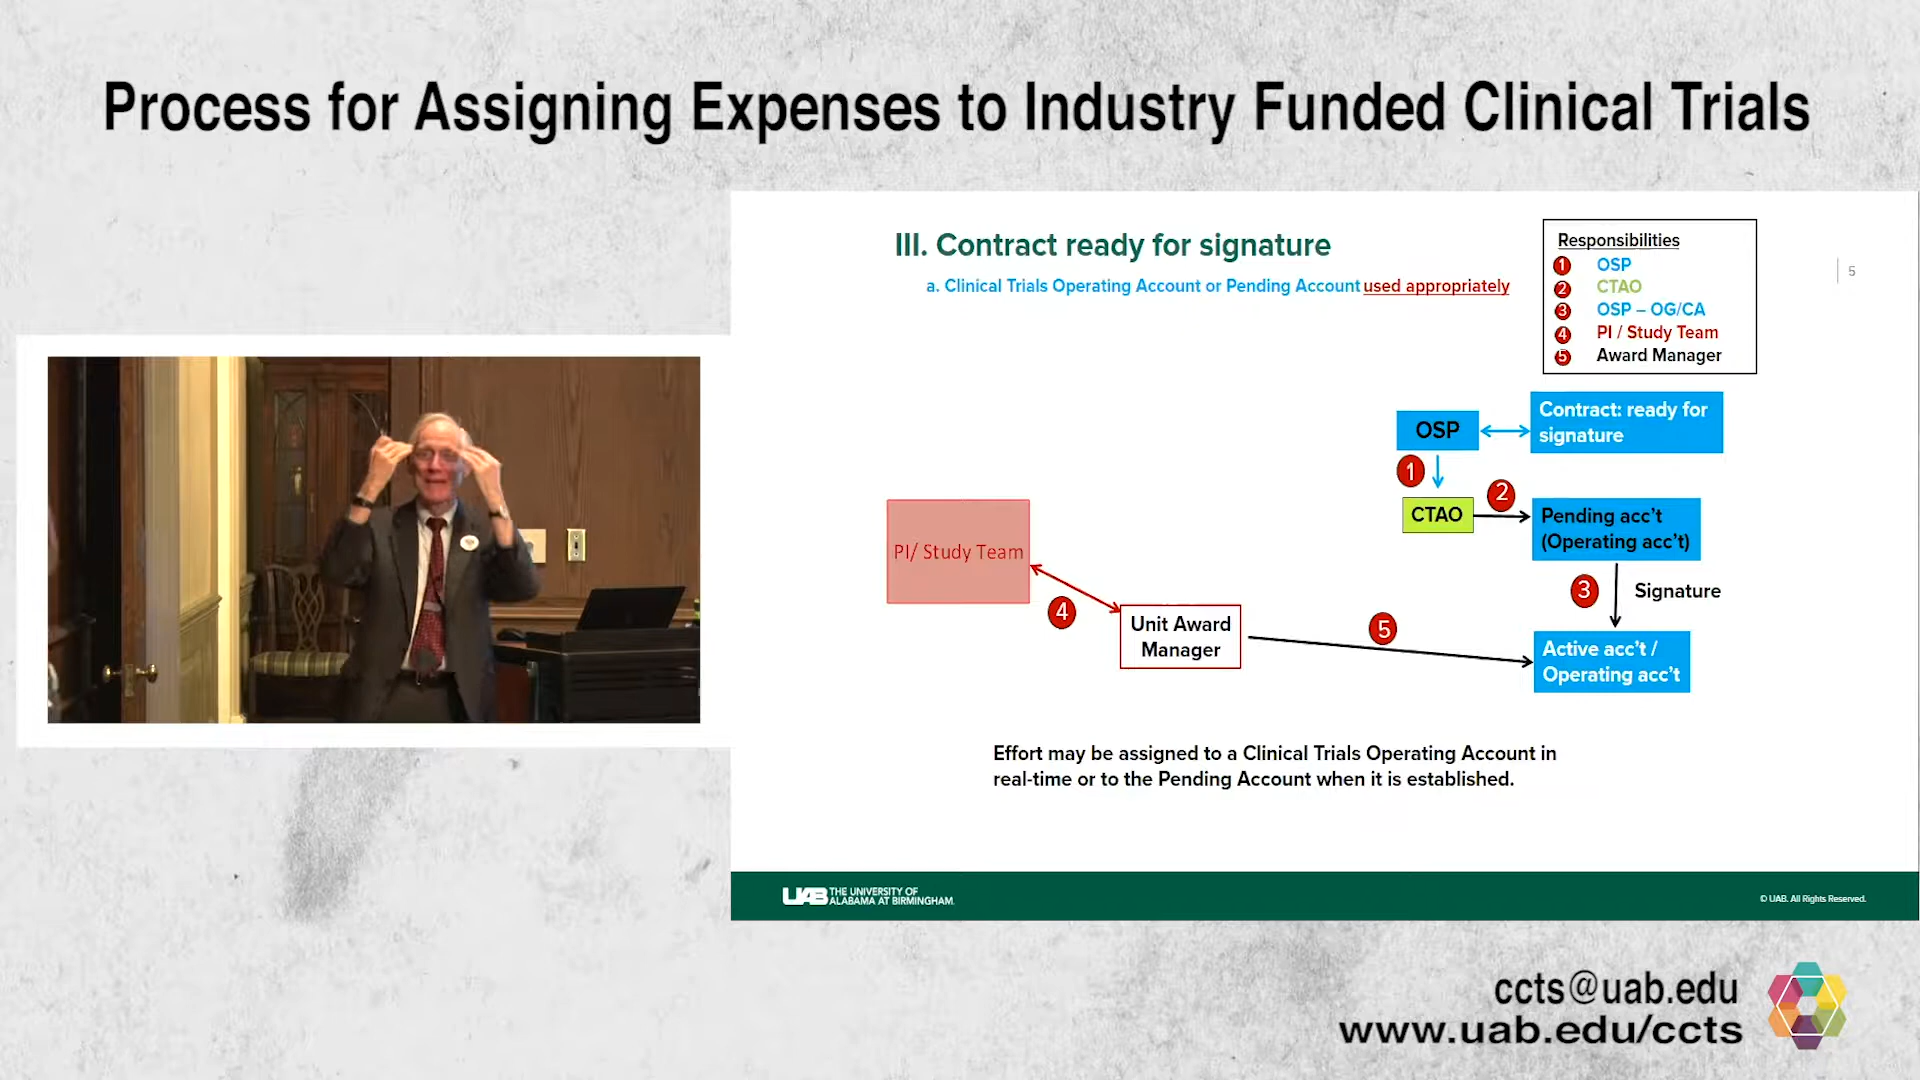 Process for Assigning Expenses to Industry Funded Clinical Trials
III. Contract ready for signature
a. Clinical Trials Operating Account or Pending Account used appropriately
5
Responsibilities
1 OSP
2 CTAO
3 OSP – OG/CA
4 PI / Study Team
5 Award Manager
OSP
Contract: ready for
signature
1
CTAO
2
Pending acc't
(Operating acc't)
3
Signature
PI/ Study Team
4
Unit Award
Manager
5
Active acc't /
Operating acc't
Effort may be assigned to a Clinical Trials Operating Account in
real-time or to the Pending Account when it is established.
UAB THE UNIVERSITY OF
ALABAMA AT BIRMINGHAM.
© UAB. All Rights Reserved.
ccts@uab.edu
www.uab.edu/ccts